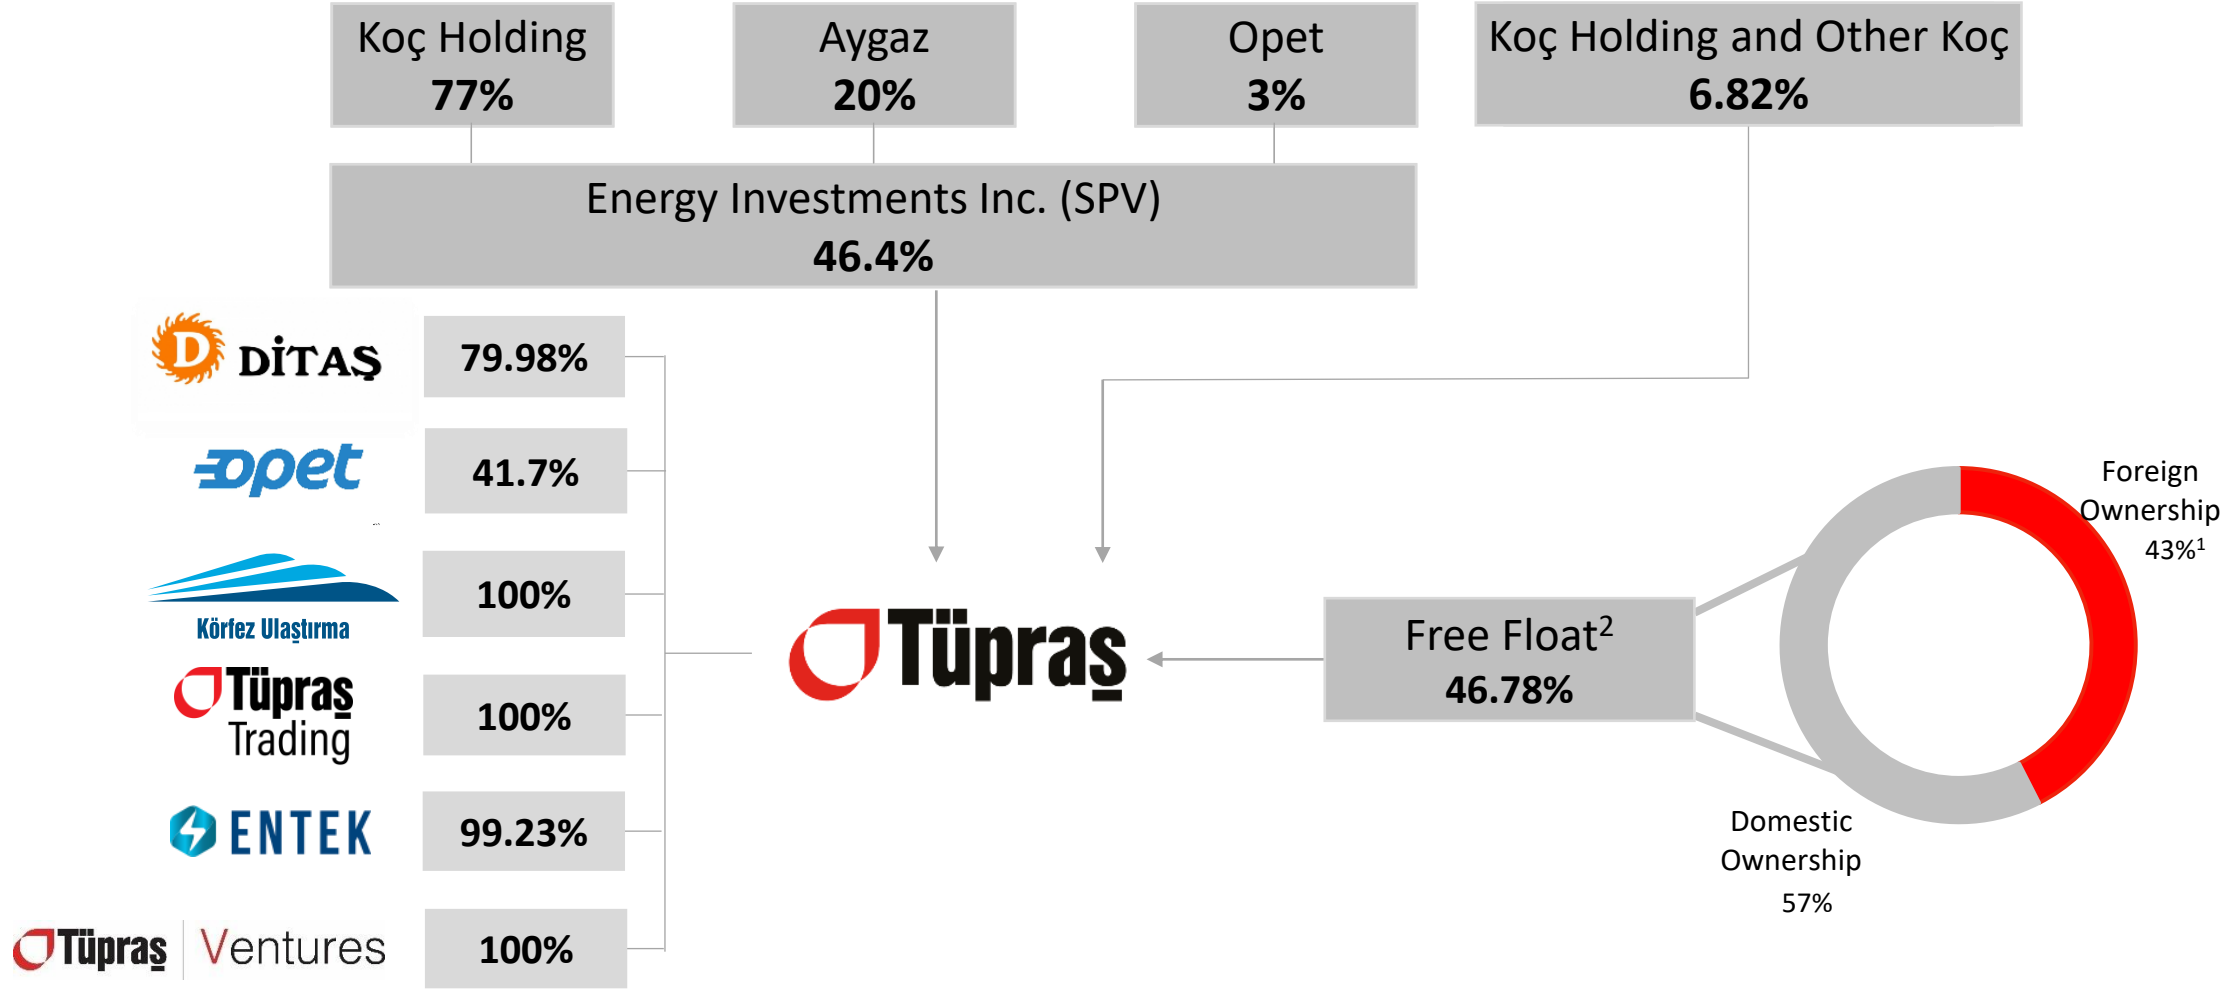 Koç Holding
77%
Aygaz
20%
Opet
3%
Koç Holding and Other Koç
6.82%
Energy Investments Inc. (SPV)
46.4%
D DİTAŞ
79.98%
opet
41.7%
Körfez Ulaştırma
100%
Tüpraş
Trading
100%
ENTEK
99.23%
Tüpraş Ventures
100%
Tüpraş
Free Float²
46.78%
Foreign
Ownership
43%¹
Domestic
Ownership
57%